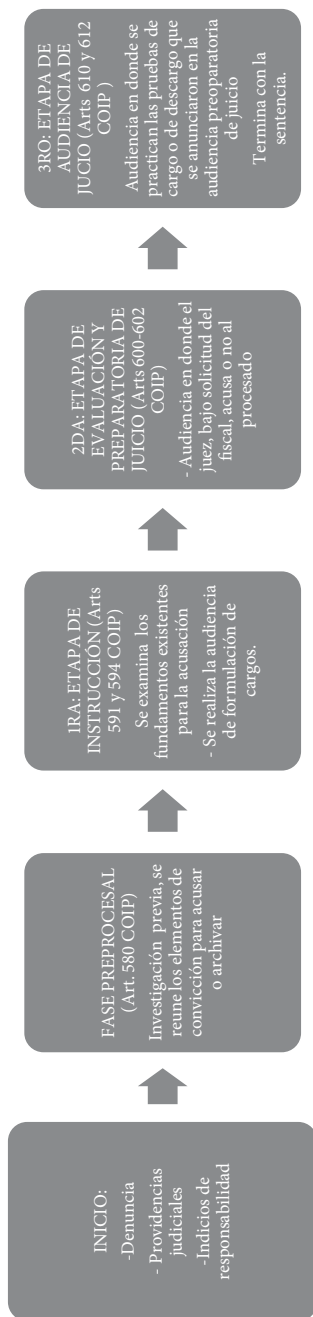 INICIO:
-Denuncia
- Providencias
judiciales
-Indicios de
responsabilidad
FASE PREPROCESAL
(Art. 580 COIP)
Investigación previa, se
reune los elementos de
convicción para acusar
o archivar
1RA: ETAPA DE
INSTRUCCIÓN (Arts
591 y 594 COIP)
Se examina los
fundamentos existentes
para la acusación
- Se realiza la audiencia
de formulación de
cargos.
2DA: ETAPA DE
EVALUACIÓN Y
PREPARATORIA DE
JUICIO (Arts 600-602
COIP)
- Audiencia en donde el
juez, bajo solicitud del
fiscal, acusa o no al
procesado
3RO: ETAPA DE
AUDIENCIA DE
JUCIO (Arts 610 y 612
COIP )
Audiencia en donde se
practican las pruebas de
cargo o de descargo que
se anunciaron en la
audiencia preoparatoria
de juicio
Termina con la
sentencia.